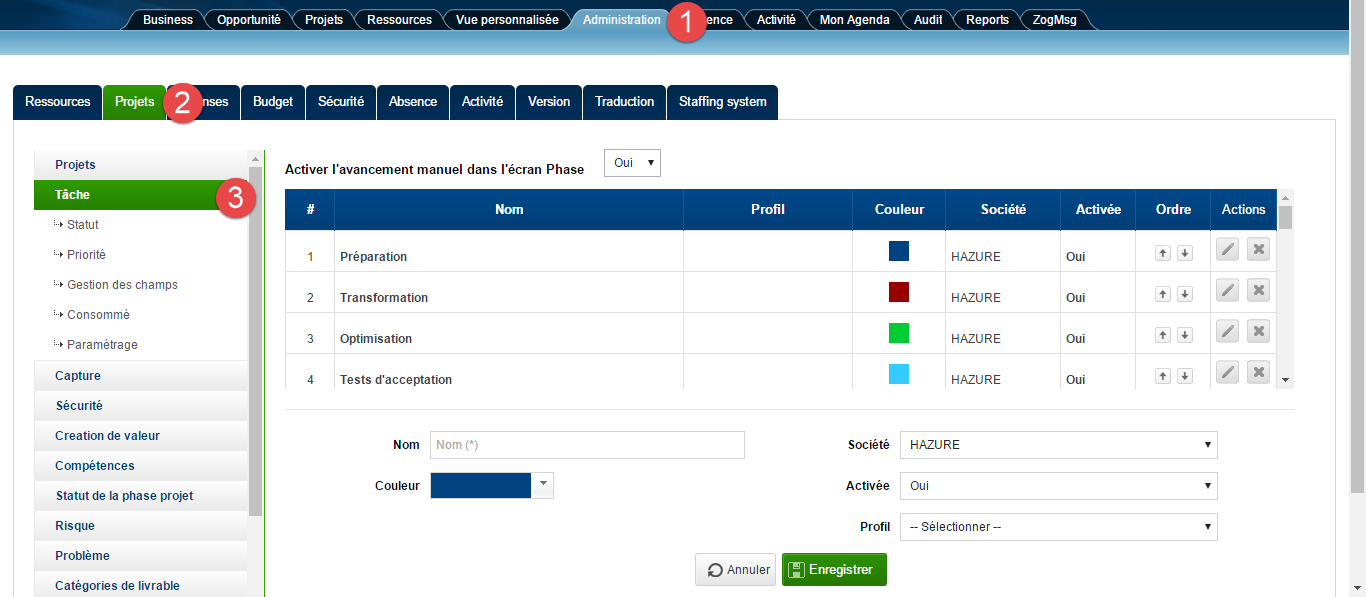 Business Opportunité Projets Ressources Vue personnalisée Administration 1 ence Activité Mon Agenda Audit Reports ZogMsg
Ressources Projets 2 nses Budget Sécurité Absence Activité Version Traduction Staffing system
Projets
Tâche 3
Statut
Priorité
Gestion des champs
Consommé
Paramétrage
Capture
Sécurité
Creation de valeur
Compétences
Statut de la phase projet
Risque
Problème
Catégories de livrable
Activer l'avancement manuel dans l'écran Phase Oui
# Nom Profil Couleur Société Activée Ordre Actions
1 Préparation HAZURE Oui
2 Transformation HAZURE Oui
3 Optimisation HAZURE Oui
4 Tests d'acceptation HAZURE Oui
Nom Nom (*) Société HAZURE
Couleur Activée Oui
Profil -- Sélectionner --
Annuler Enregistrer